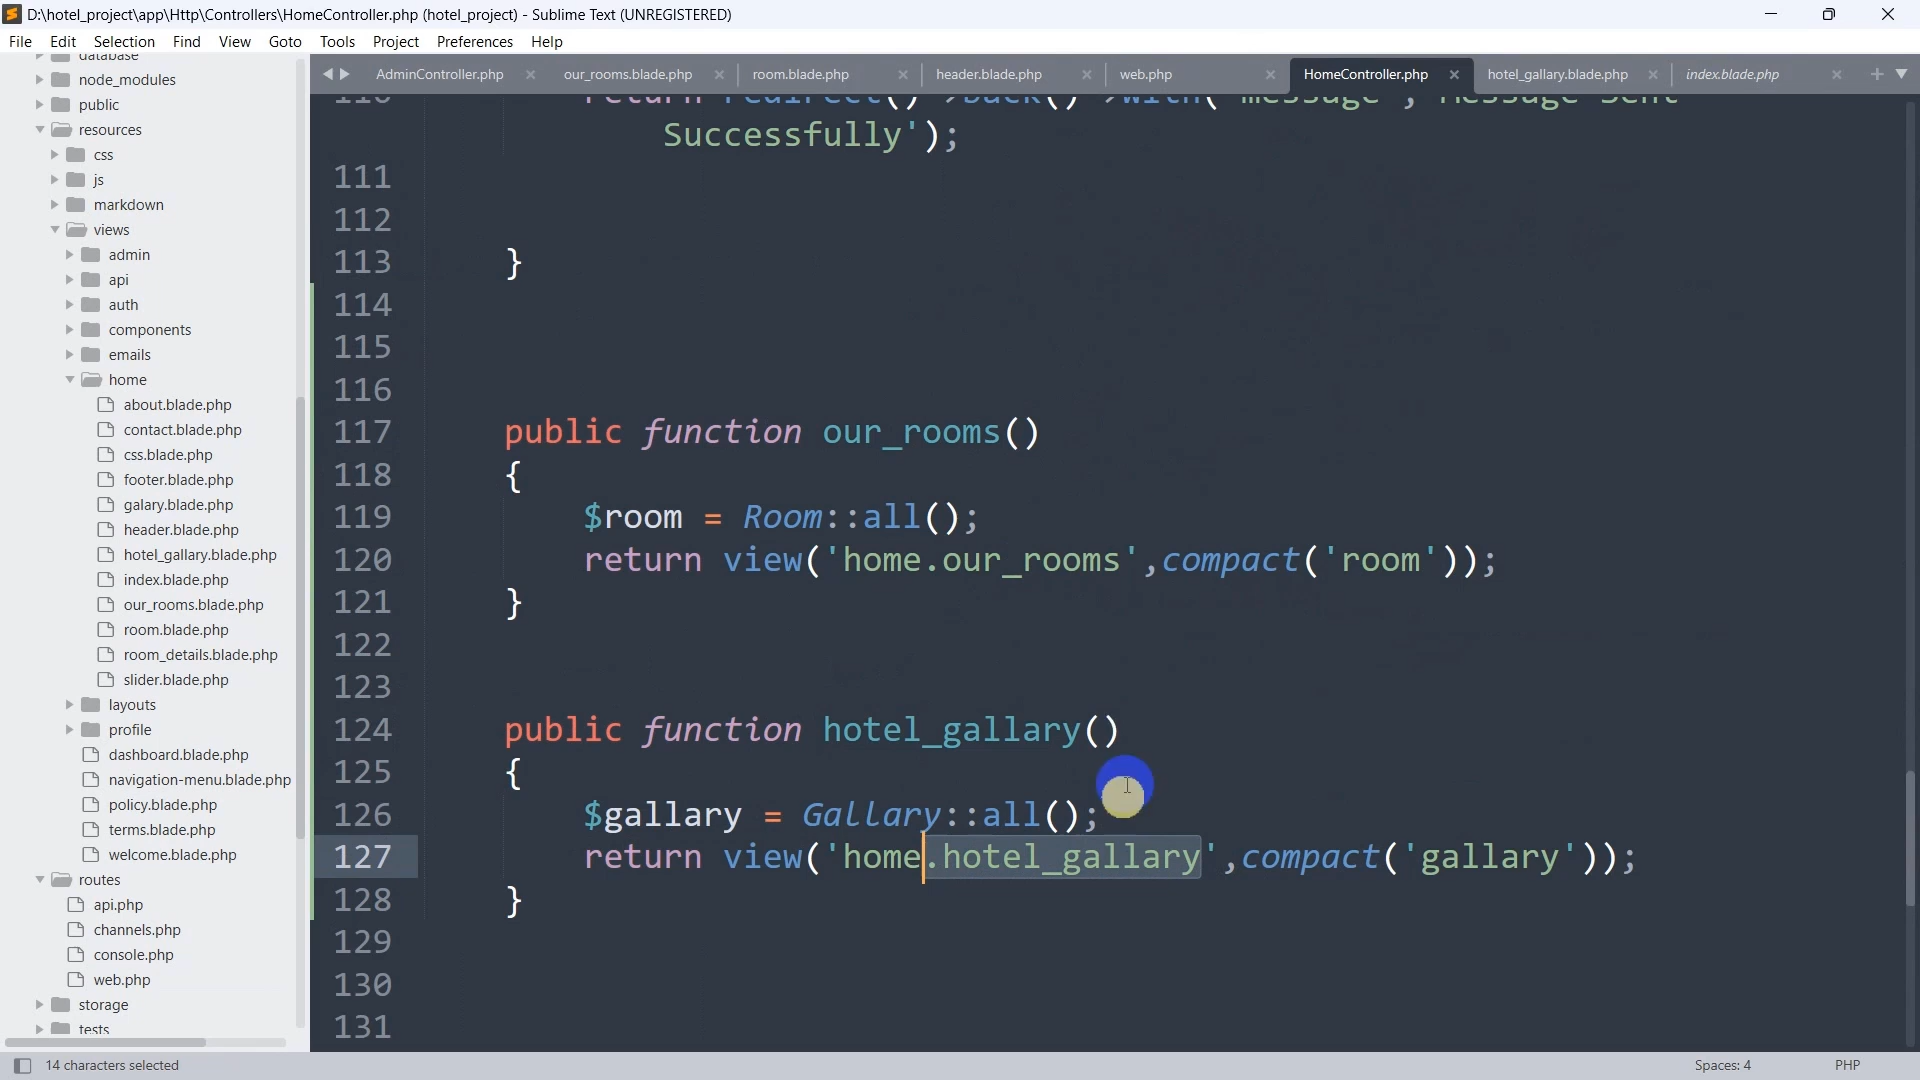 D:\hotel_project\app\Http\Controllers\HomeController.php (hotel_project) - Sublime Text (UNREGISTERED)
File Edit Selection Find View Goto Tools Project Preferences Help
database
node_modules
public
resources
css
js
markdown
views
admin
api
auth
components
emails
home
about.blade.php
contact.blade.php
css.blade.php
footer.blade.php
galary.blade.php
header.blade.php
hotel_gallary.blade.php
index.blade.php
our_rooms.blade.php
room.blade.php
room_details.blade.php
slider.blade.php
layouts
profile
dashboard.blade.php
navigation-menu.blade.php
policy.blade.php
terms.blade.php
welcome.blade.php
routes
api.php
channels.php
console.php
web.php
storage
tests
AdminController.php our_rooms.blade.php room.blade.php header.blade.php web.php HomeController.php hotel_gallary.blade.php index.blade.php
110 return redirect()->back()->with('message','Message Sent
Successfully');
111
112
113 }
114
115
116
117 public function our_rooms()
118 {
119 $room = Room::all();
120 return view('home.our_rooms',compact('room'));
121 }
122
123
124 public function hotel_gallary()
125 {
126 $gallary = Gallary::all();
127 return view('home.hotel_gallary',compact('gallary'));
128 }
129
130
131
14 characters selected Spaces: 4 PHP